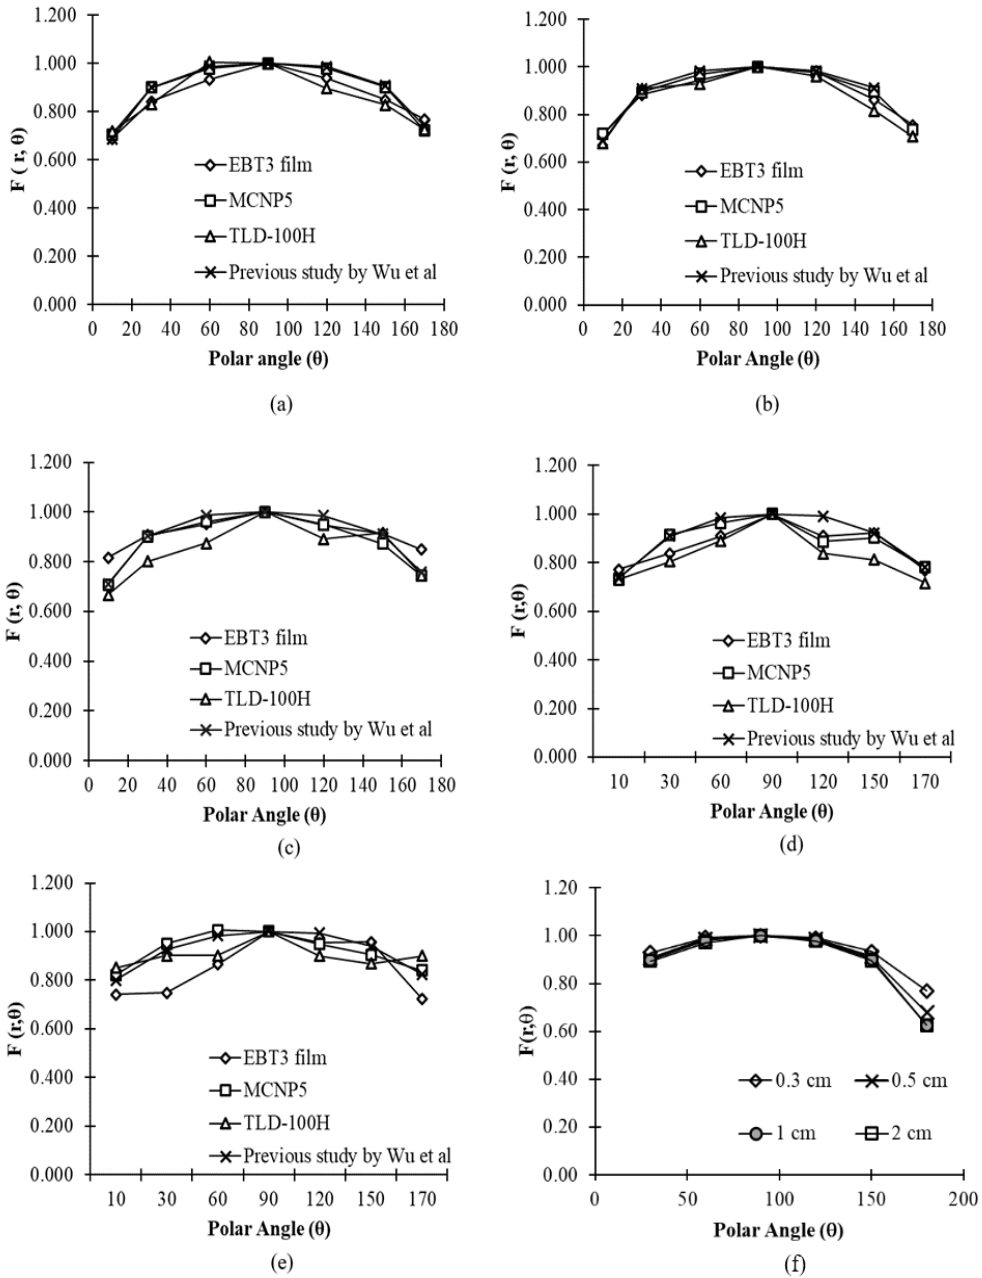 1.200
1.000
0.800
0.600
0.400
0.200
0.000
F ( r, θ)
EBT3 film
MCNP5
TLD-100H
Previous study by Wu et al
0 20 40 60 80 100 120 140 160 180
Polar angle (θ)
(a)
1.200
1.000
0.800
0.600
0.400
0.200
0.000
F (r, θ)
EBT3 film
MCNP5
TLD-100H
Previous study by Wu et al
0 20 40 60 80 100 120 140 160 180
Polar Angle (θ)
(b)
1.200
1.000
0.800
0.600
0.400
0.200
0.000
F (r, θ)
EBT3 film
MCNP5
TLD-100H
Previous study by Wu et al
0 20 40 60 80 100 120 140 160 180
Polar Angle (θ)
(c)
1.200
1.000
0.800
0.600
0.400
0.200
0.000
F (r,θ)
EBT3 film
MCNP5
TLD-100H
Previous study by Wu et al
10 30 60 90 120 150 170
Polar Angle (θ)
(d)
1.200
1.000
0.800
0.600
0.400
0.200
0.000
F (r,θ)
EBT3 film
MCNP5
TLD-100H
Previous study by Wu et al
10 30 60 90 120 150 170
Polar Angle (θ)
(e)
1.20
1.00
0.80
0.60
0.40
0.20
0.00
F(r,θ)
0.3 cm 0.5 cm
1 cm 2 cm
0 50 100 150 200
Polar Angle (θ)
(f)